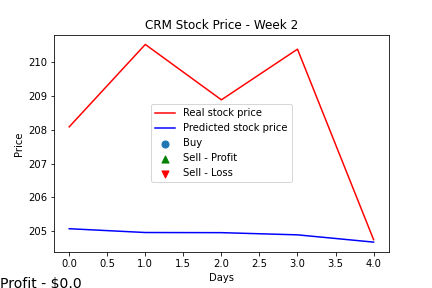 CRM Stock Price - Week 2
210
209
208
207
206
205
Price
Real stock price
Predicted stock price
Buy
Sell - Profit
Sell - Loss
0.0 0.5 1.0 1.5 2.0 2.5 3.0 3.5 4.0
Days
Profit - $0.0